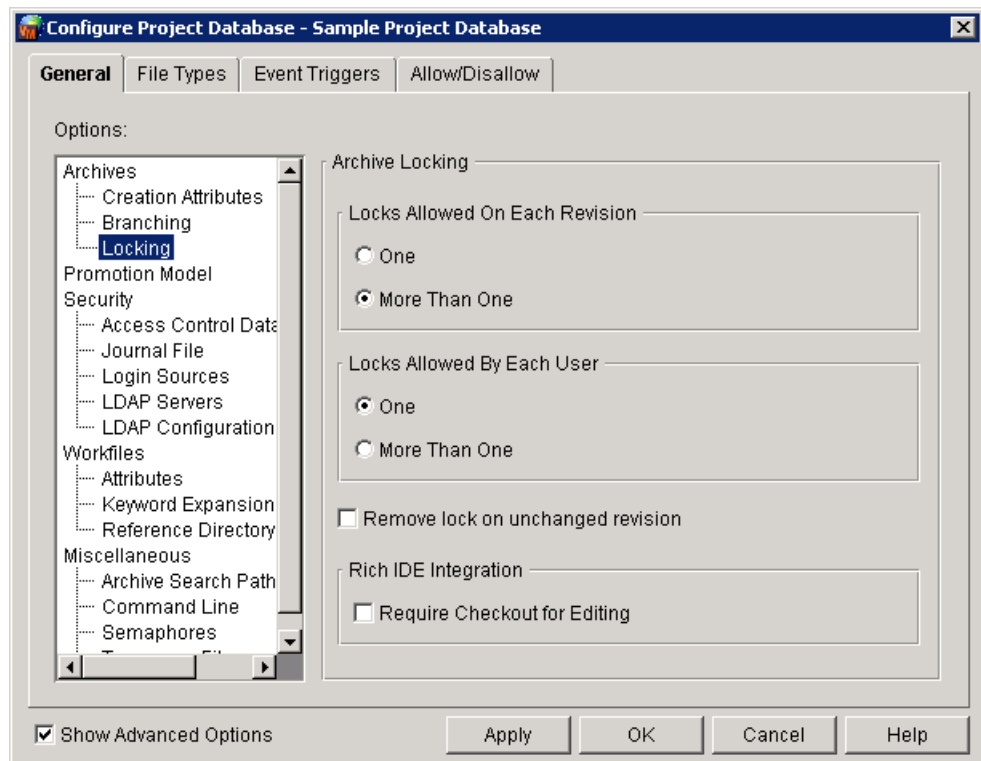 Configure Project Database - Sample Project Database
General
File Types
Event Triggers
Allow/Disallow
Options:
Archives
Creation Attributes
Branching
Locking
Promotion Model
Security
Access Control Data
Journal File
Login Sources
LDAP Servers
LDAP Configuration
Workfiles
Attributes
Keyword Expansion
Reference Directory
Miscellaneous
Archive Search Path
Command Line
Semaphores
Archive Locking
Locks Allowed On Each Revision
One
More Than One
Locks Allowed By Each User
One
More Than One
Remove lock on unchanged revision
Rich IDE Integration
Require Checkout for Editing
Show Advanced Options
Apply
OK
Cancel
Help